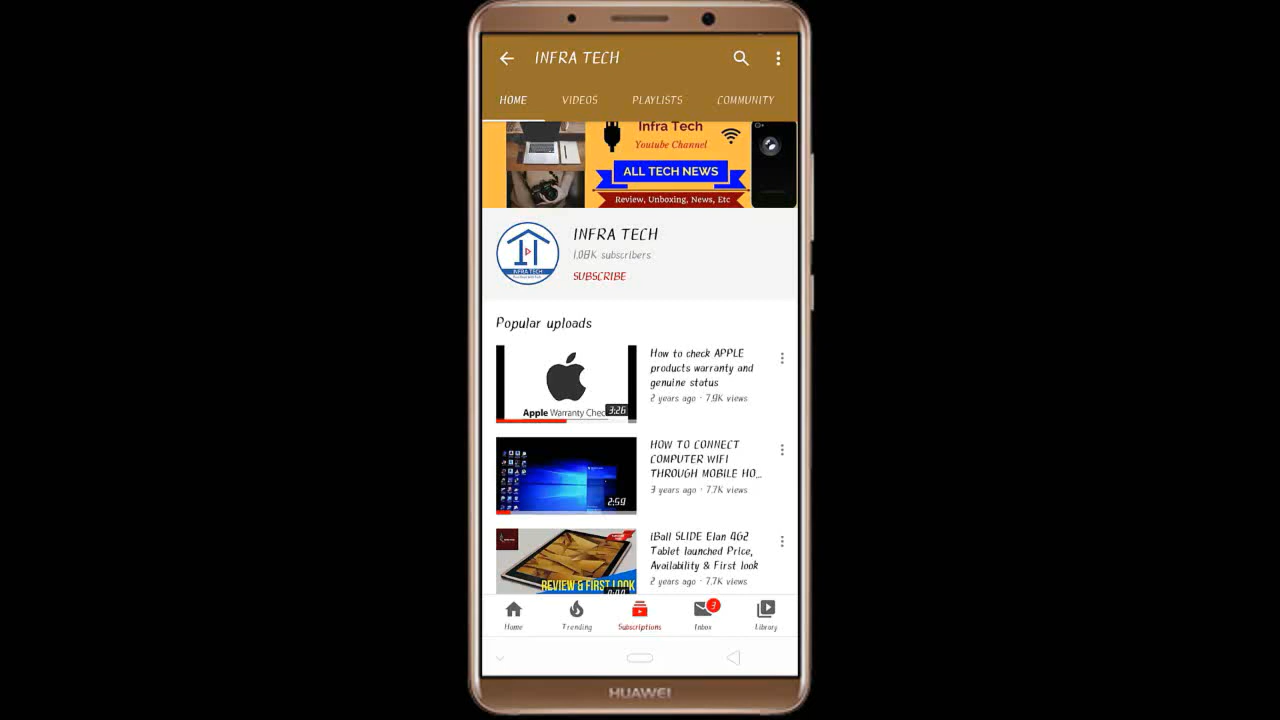 INFRA TECH
HOME VIDEOS PLAYLISTS COMMUNITY
Infra Tech
Youtube Channel
ALL TECH NEWS
Review, Unboxing, News, Etc
INFRA TECH
INFRA TECH
1.08K subscribers
SUBSCRIBE
Popular uploads
Apple Warranty Chec
3:26
How to check APPLE
products warranty and
genuine status
2 years ago · 7.9K views
2:59
HOW TO CONNECT
COMPUTER WIFI
THROUGH MOBILE HO...
3 years ago · 7.7K views
REVIEW & FIRST LOOK
iBall SLIDE Elan 4G2
Tablet launched Price,
Availability & First look
2 years ago · 7.7K views
7
Home Trending Subscriptions Inbox Library
HUAWEI